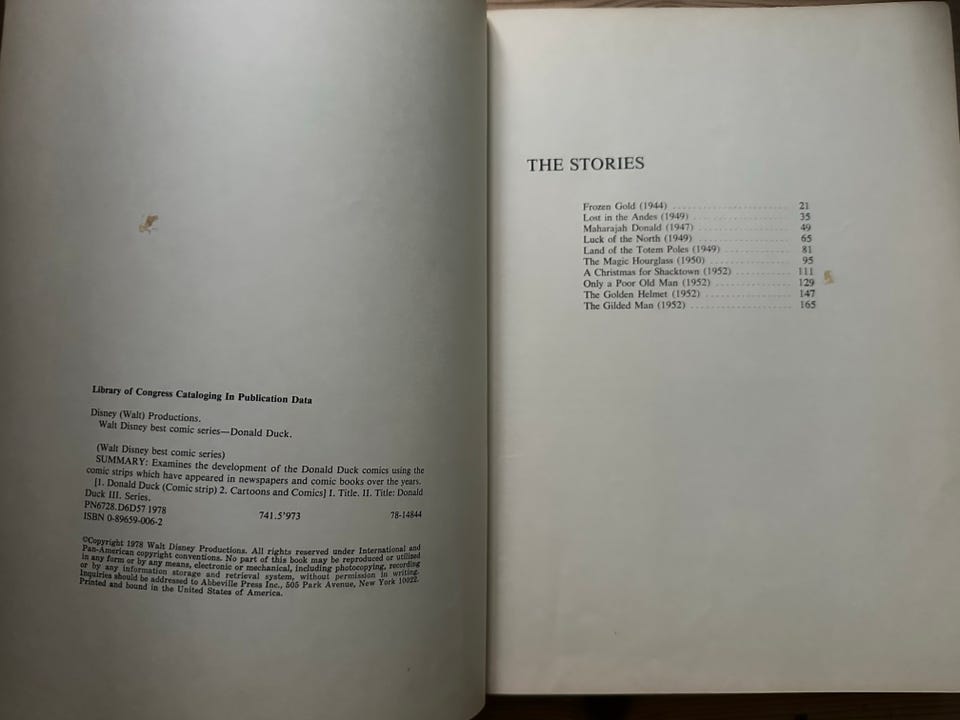 Library of Congress Cataloging In Publication Data
Disney (Walt) Productions.
Walt Disney best comic series—Donald Duck.
(Walt Disney best comic series)
SUMMARY: Examines the development of the Donald Duck comics using the
comic strips which have appeared in newspapers and comic books over the years.
[1. Donald Duck (Comic strip) 2. Cartoons and Comics] I. Title. II. Title: Donald
Duck III. Series.
PN6728.D6D57 1978 741.5'973 78-14844
ISBN 0-89659-006-2
©Copyright 1978 Walt Disney Productions. All rights reserved under International and
Pan-American copyright conventions. No part of this book may be reproduced or utilized
in any form or by any means, electronic or mechanical, including photocopying, recording
or by any information storage and retrieval system, without permission in writing.
Inquiries should be addressed to Abbeville Press Inc., 505 Park Avenue, New York 10022.
Printed and bound in the United States of America.
THE STORIES
Frozen Gold (1944) 21
Lost in the Andes (1949) 35
Maharajah Donald (1947) 49
Luck of the North (1949) 65
Land of the Totem Poles (1949) 81
The Magic Hourglass (1950) 95
A Christmas for Shacktown (1952) 111
Only a Poor Old Man (1952) 129
The Golden Helmet (1952) 147
The Gilded Man (1952) 165